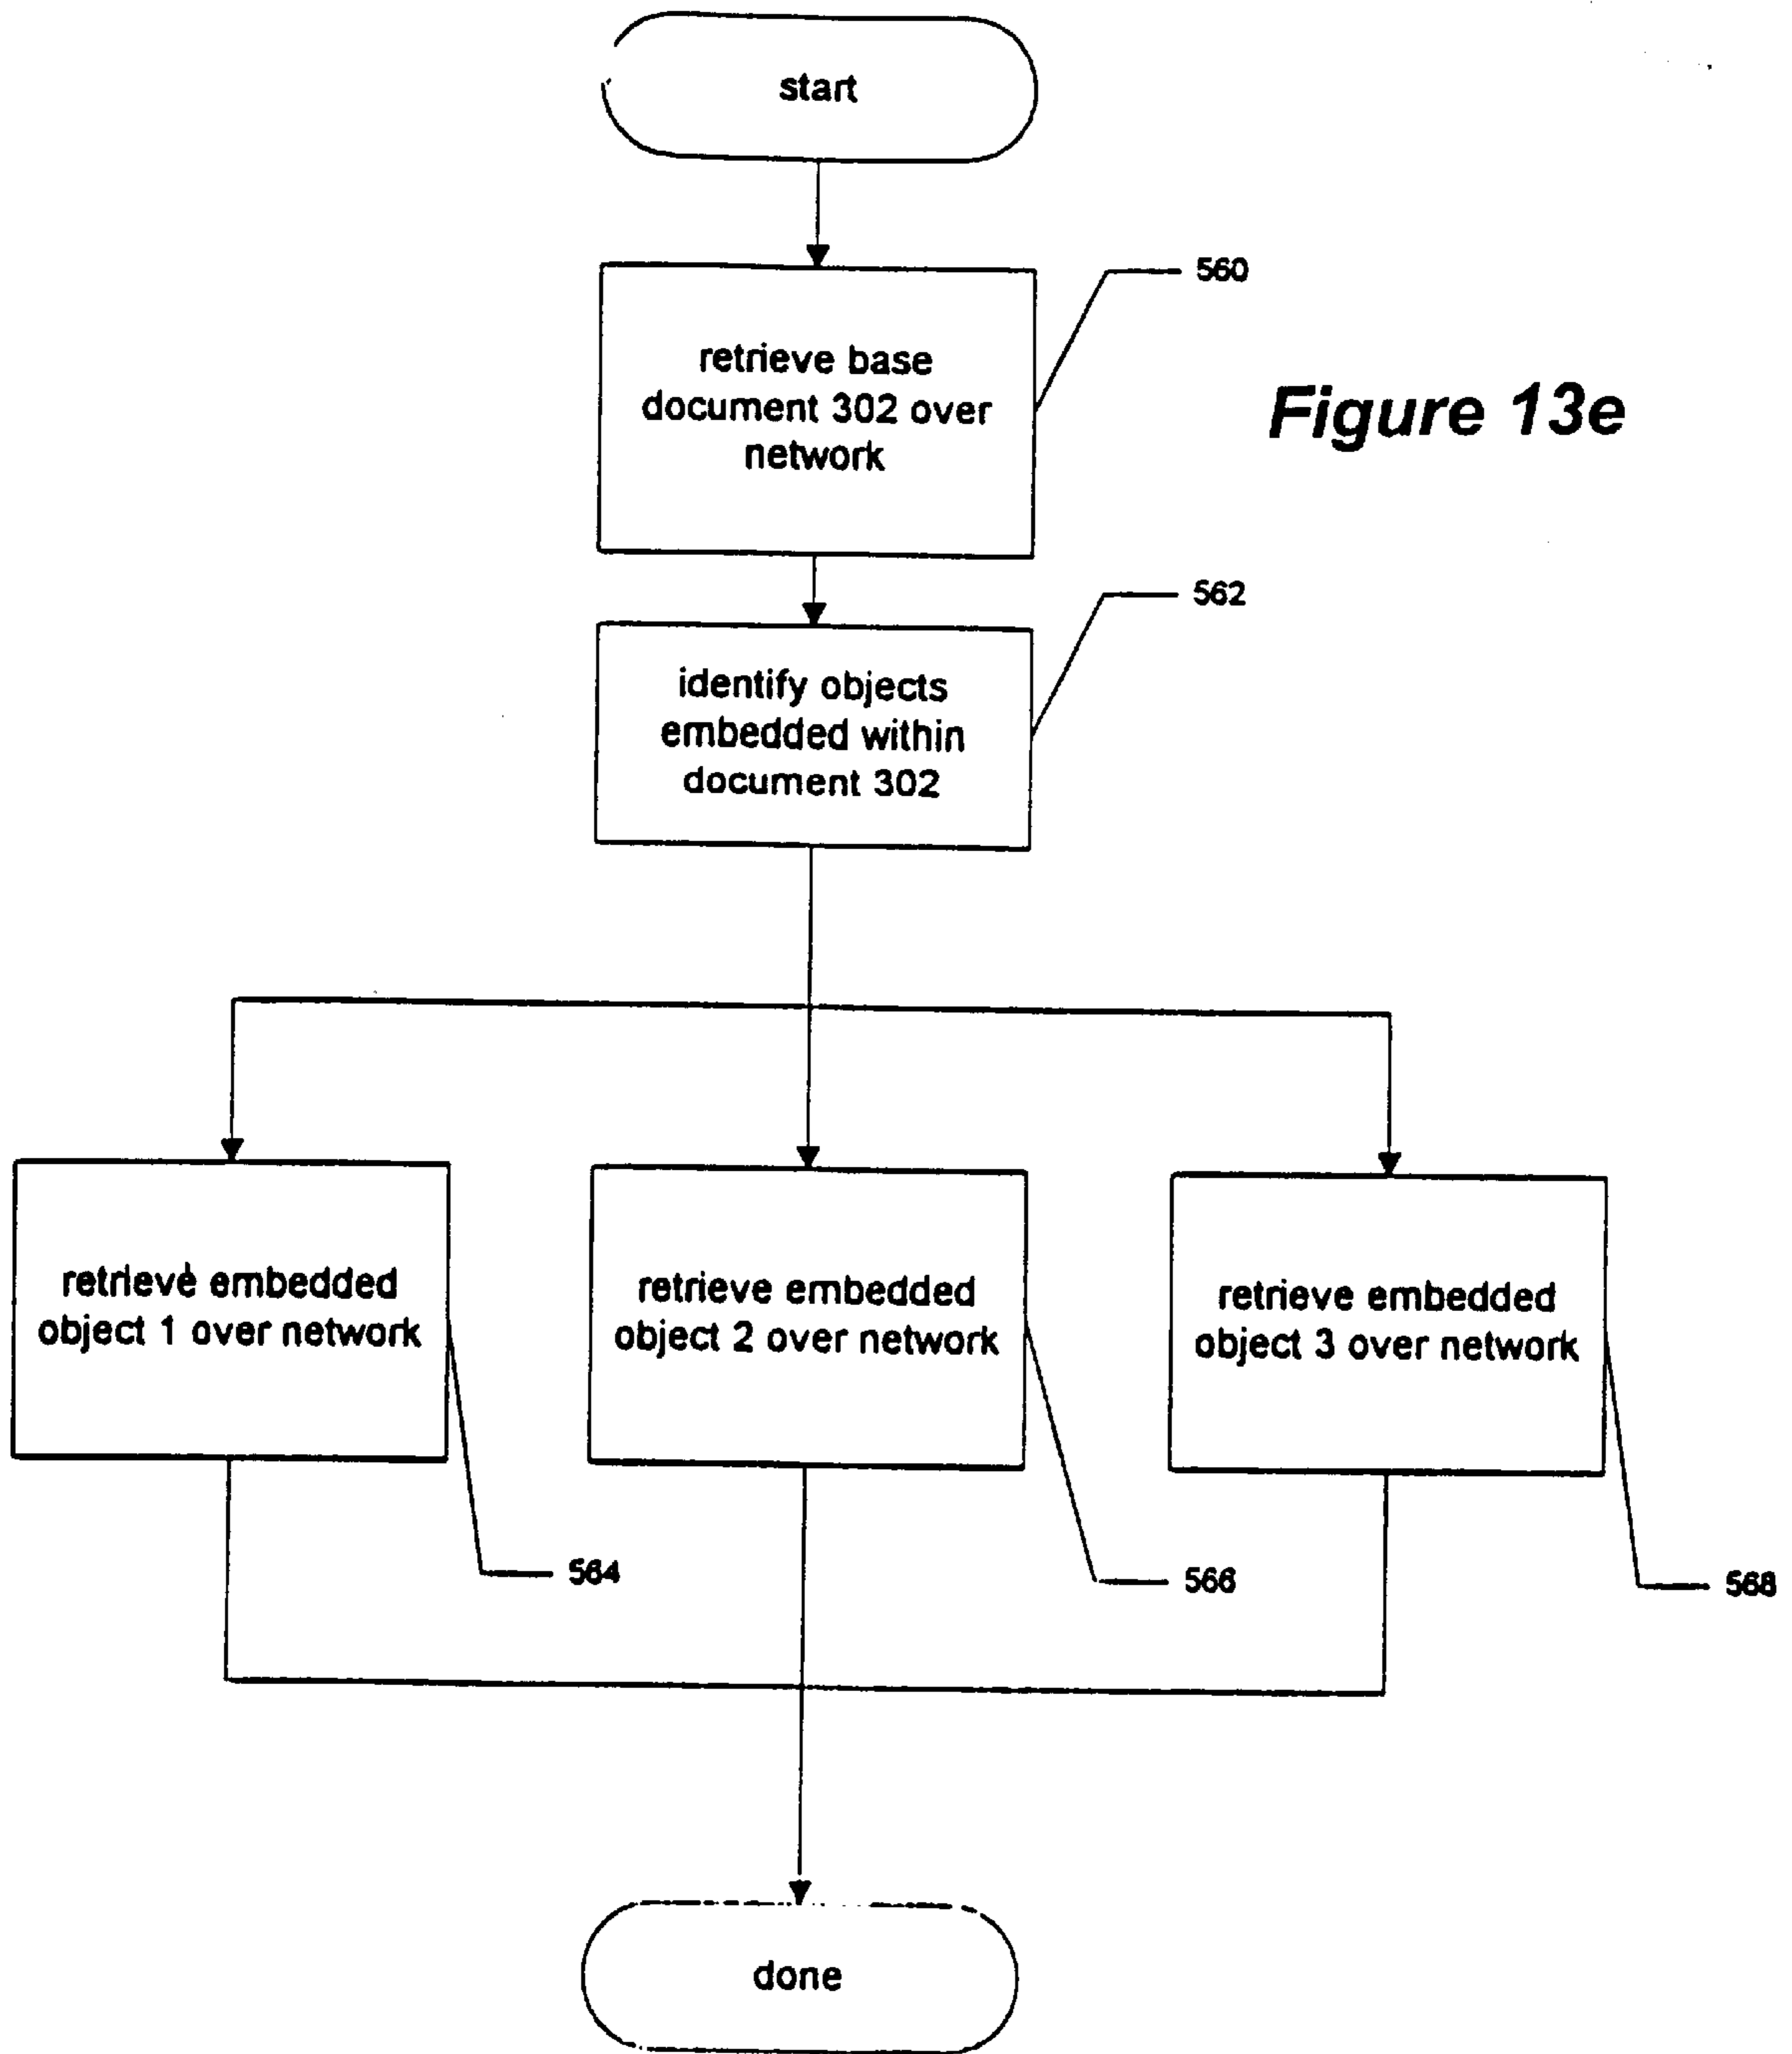 start
560
retrieve base
document 302 over
network
Figure 13e
562
identify objects
embedded within
document 302
retrieve embedded
object 1 over network
retrieve embedded
object 2 over network
retrieve embedded
object 3 over network
564
566
568
done